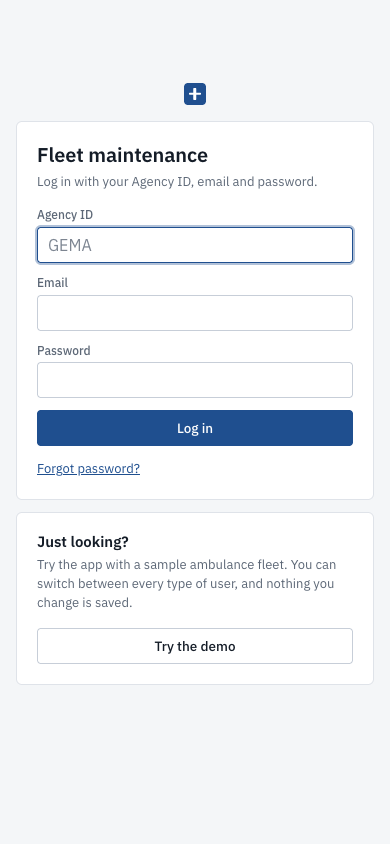 Fleet maintenance
Log in with your Agency ID, email and password.
Agency ID
GEMA
Email
Password
Log in
Forgot password?
Just looking?
Try the app with a sample ambulance fleet. You can
switch between every type of user, and nothing you
change is saved.
Try the demo